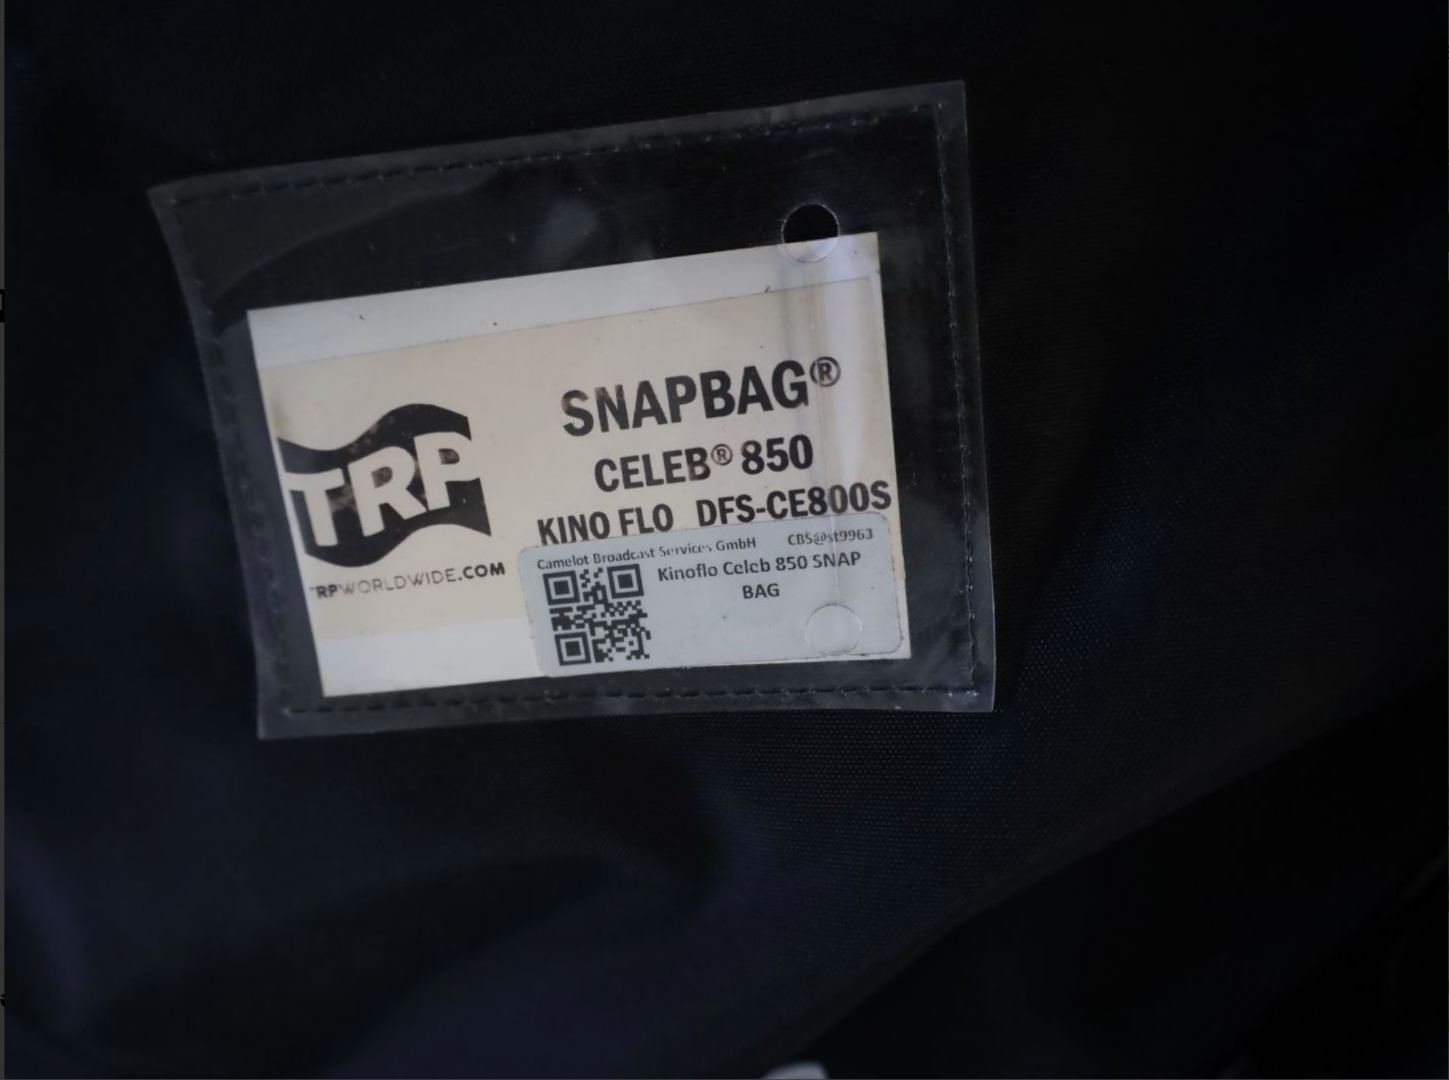 SNAPBAG®
CELEB® 850
KINO FLO DFS-CE800S
TRP
TRPWORLDWIDE.COM
Camelot Broadcast Services GmbH CBS@st9963
Kinoflo Celeb 850 SNAP
BAG